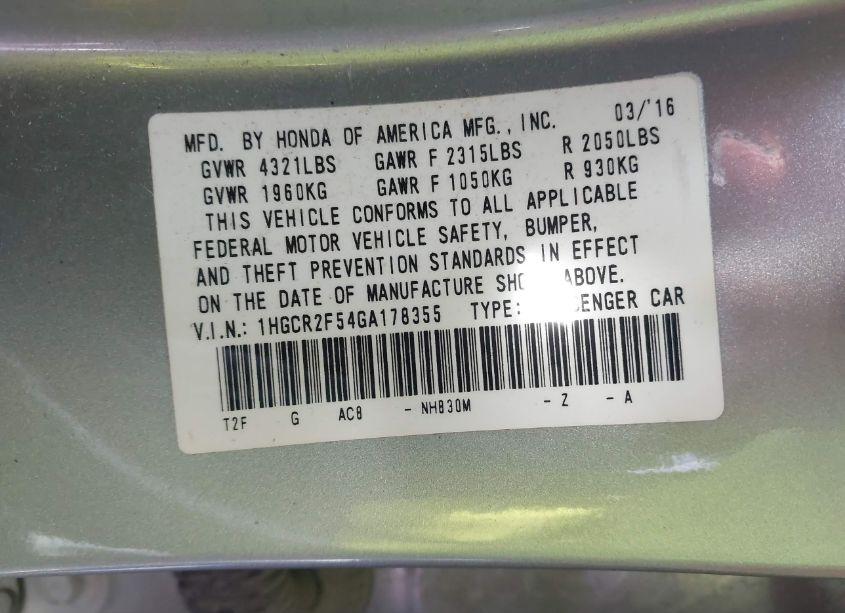 MFD. BY HONDA OF AMERICA MFG., INC. 03/'16
GVWR 4321LBS GAWR F 2315LBS R 2050LBS
GVWR 1960KG GAWR F 1050KG R 930KG
THIS VEHICLE CONFORMS TO ALL APPLICABLE
FEDERAL MOTOR VEHICLE SAFETY, BUMPER,
AND THEFT PREVENTION STANDARDS IN EFFECT
ON THE DATE OF MANUFACTURE ABOVE.
V.I.N.: 1HGCR2F54GA178355 TYPE: CAR
T2F G AC8 - NH830M - Z - A